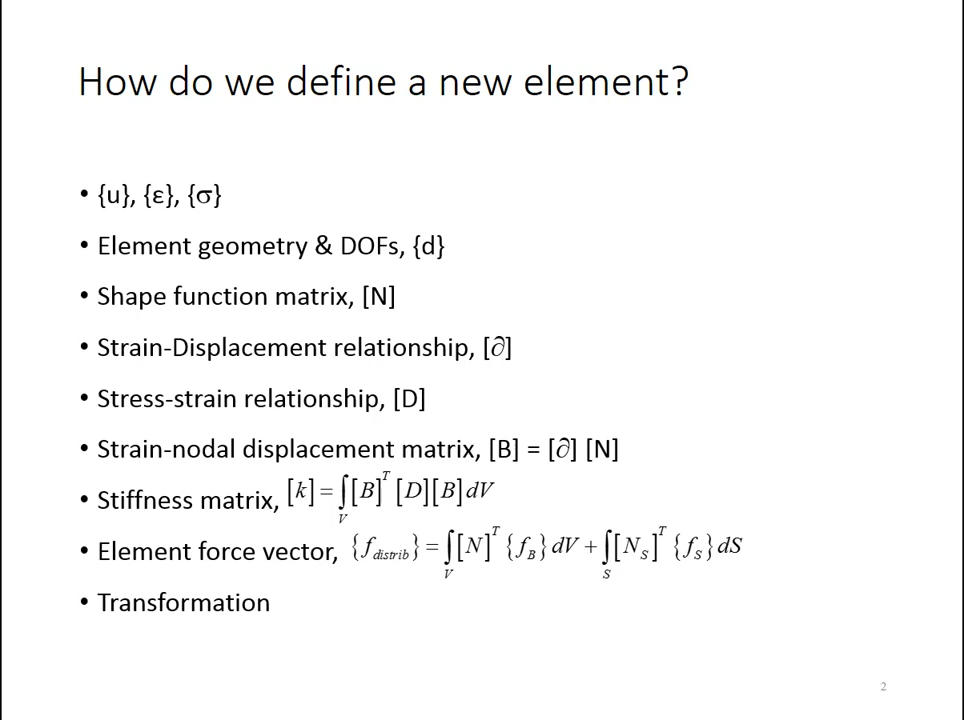 How do we define a new element?
• {u}, {ε}, {σ}
• Element geometry & DOFs, {d}
• Shape function matrix, [N]
• Strain-Displacement relationship, [∂]
• Stress-strain relationship, [D]
• Strain-nodal displacement matrix, [B] = [∂] [N]
• Stiffness matrix, [k] = ∫_V [B]^T [D][B] dV
• Element force vector, {f_distrib} = ∫_V [N]^T {f_B} dV + ∫_S [N_S]^T {f_S} dS
• Transformation
2